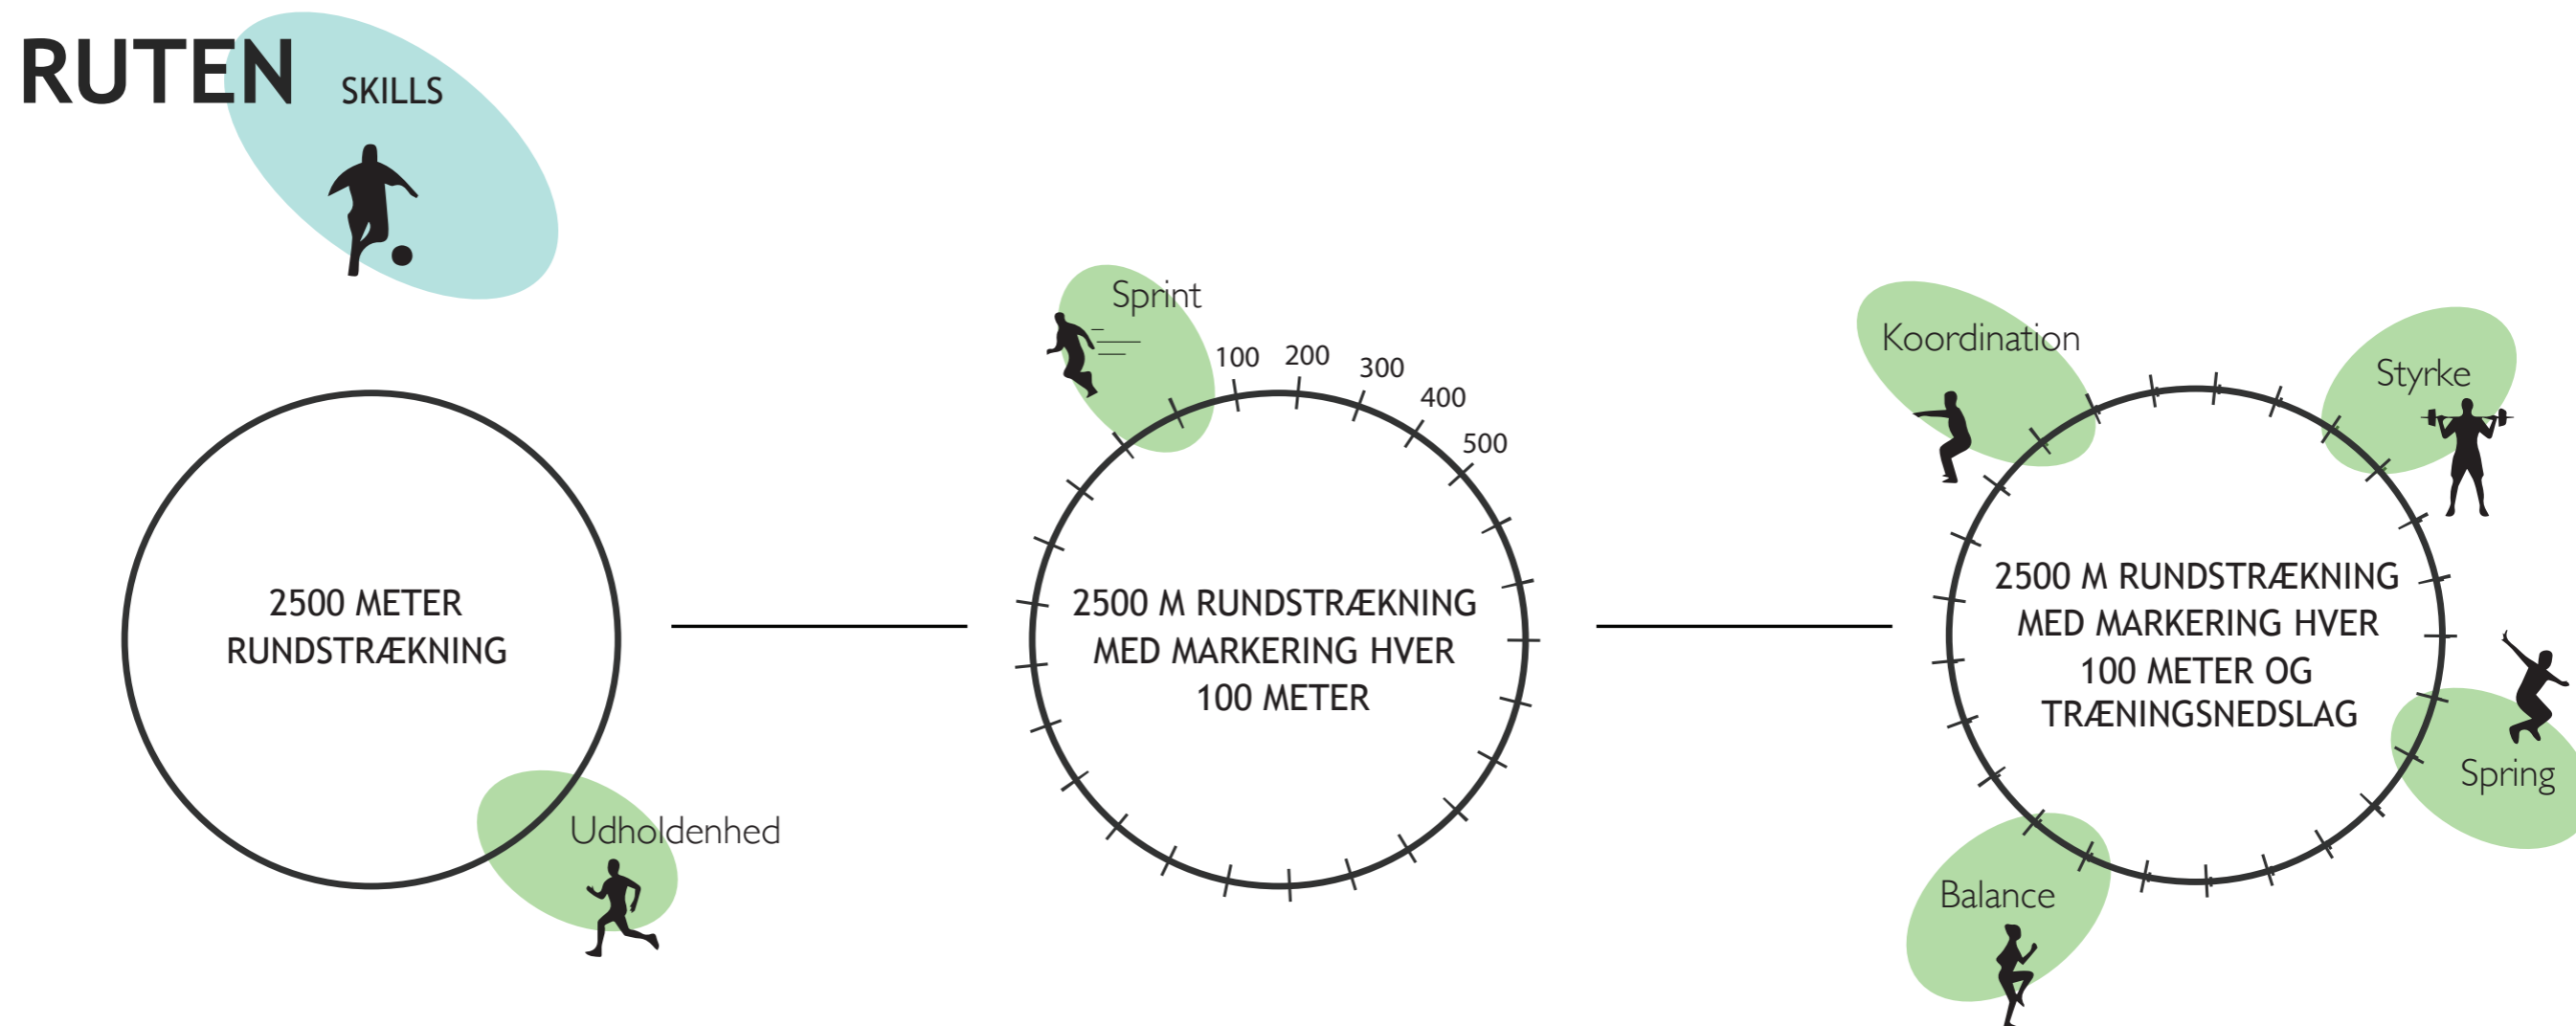 RUTEN
SKILLS
2500 METER
RUNDSTRÆKNING
Udholdenhed
Sprint
100
200
300
400
500
2500 M RUNDSTRÆKNING
MED MARKERING HVER
100 METER
Koordination
Styrke
2500 M RUNDSTRÆKNING
MED MARKERING HVER
100 METER OG
TRÆNINGSNEDSLAG
Spring
Balance